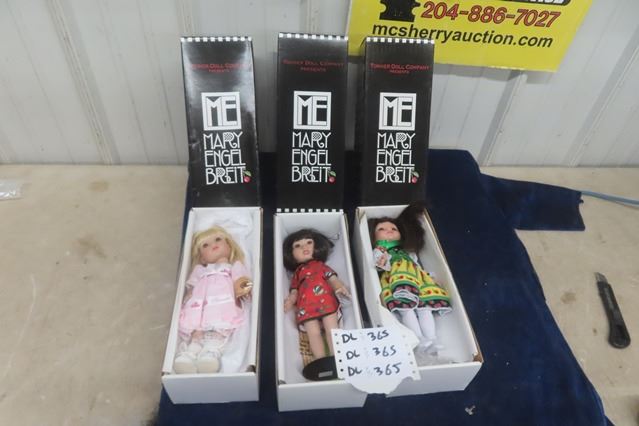 204-886-7027
mcsherryauction.com
TONNER DOLL COMPANY
PRESENTS
ME
MARY
ENGEL
BREIT
TONNER DOLL COMPANY
PRESENTS
ME
MARY
ENGEL
BREIT
TONNER DOLL COMPANY
PRESENTS
ME
MARY
ENGEL
BREIT
DL 365
DL 365
DL 365